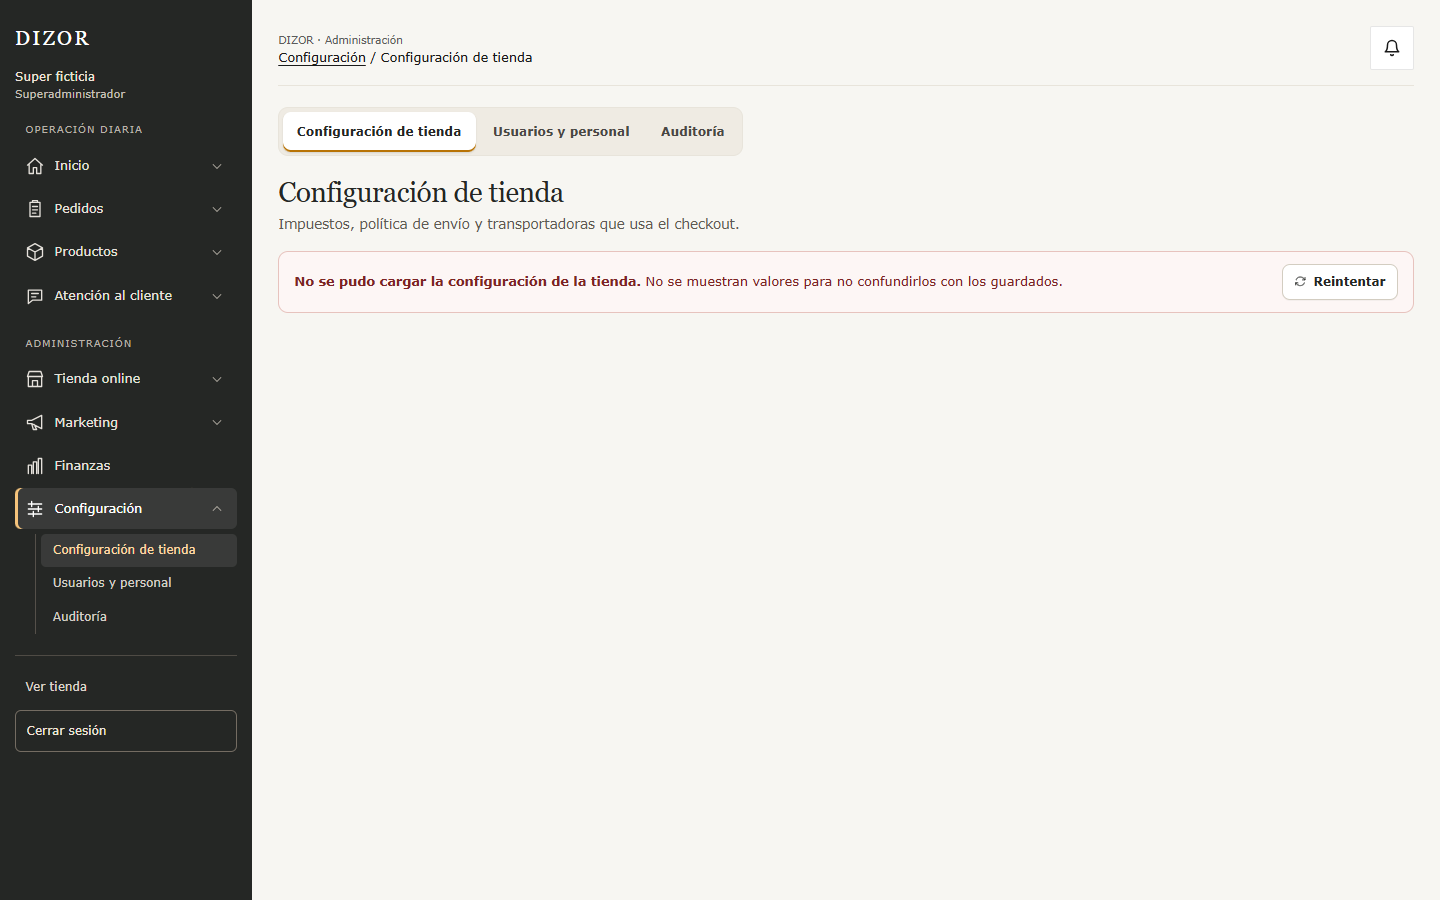 DIZOR
Super ficticia
Superadministrador
OPERACIÓN DIARIA
Inicio
Pedidos
Productos
Atención al cliente
ADMINISTRACIÓN
Tienda online
Marketing
Finanzas
Configuración
Configuración de tienda
Usuarios y personal
Auditoría
Ver tienda
Cerrar sesión
DIZOR · Administración
Configuración / Configuración de tienda
Configuración de tienda Usuarios y personal Auditoría
Configuración de tienda
Impuestos, política de envío y transportadoras que usa el checkout.
No se pudo cargar la configuración de la tienda. No se muestran valores para no confundirlos con los guardados. Reintentar